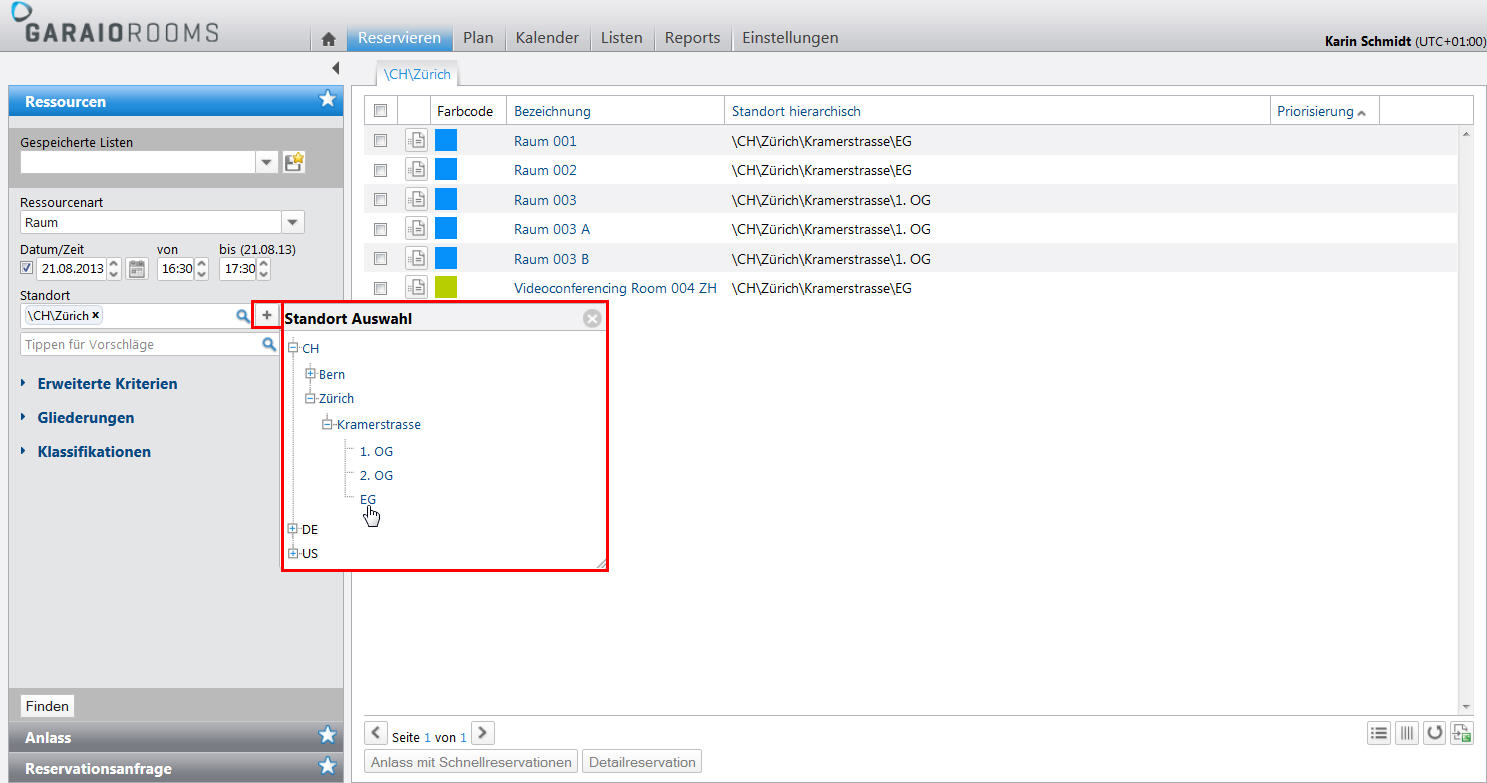 GARAIOROOMS
Reservieren Plan Kalender Listen Reports Einstellungen
Karin Schmidt (UTC+01:00)
Ressourcen
Gespeicherte Listen
Ressourcenart
Raum
Datum/Zeit von bis (21.08.13)
21.08.2013 16:30 17:30
Standort
\CH\Zürich x
Tippen für Vorschläge
Erweiterte Kriterien
Gliederungen
Klassifikationen
Finden
Anlass
Reservationsanfrage
\CH\Zürich
Farbcode Bezeichnung Standort hierarchisch Priorisierung
Raum 001 \CH\Zürich\Kramerstrasse\EG
Raum 002 \CH\Zürich\Kramerstrasse\EG
Raum 003 \CH\Zürich\Kramerstrasse\1. OG
Raum 003 A \CH\Zürich\Kramerstrasse\1. OG
Raum 003 B \CH\Zürich\Kramerstrasse\1. OG
Videoconferencing Room 004 ZH \CH\Zürich\Kramerstrasse\EG
Standort Auswahl
CH
Bern
Zürich
Kramerstrasse
1. OG
2. OG
EG
DE
US
Seite 1 von 1
Anlass mit Schnellreservationen Detailreservation